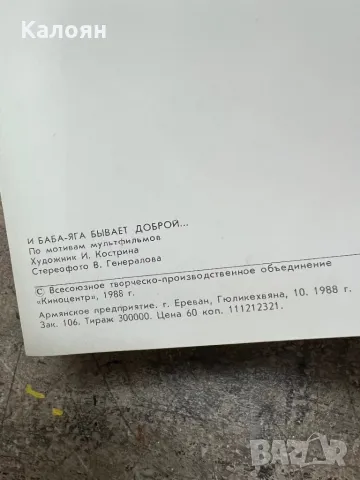 Калоян
И БАБА-ЯГА БЫВАЕТ ДОБРОЙ...
По мотивам мультфильмов
Художник И. Кострина
Стереофото В. Генералова
© Всесоюзное творческо-производственное объединение
«Киноцентр», 1988 г.
Армянское предприятие. г. Ереван, Гюликехвяна, 10. 1988 г.
Зак. 106. Тираж 300000. Цена 60 коп. 111212321.
BAZAR